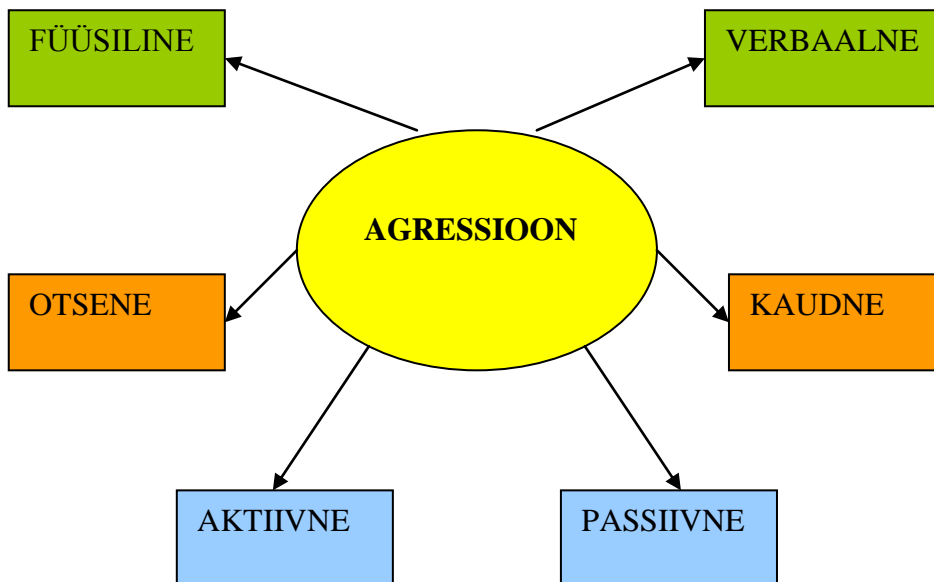 FÜÜSILINE
VERBAALNE
AGRESSIOON
OTSENE
KAUDNE
AKTIIVNE
PASSIIVNE